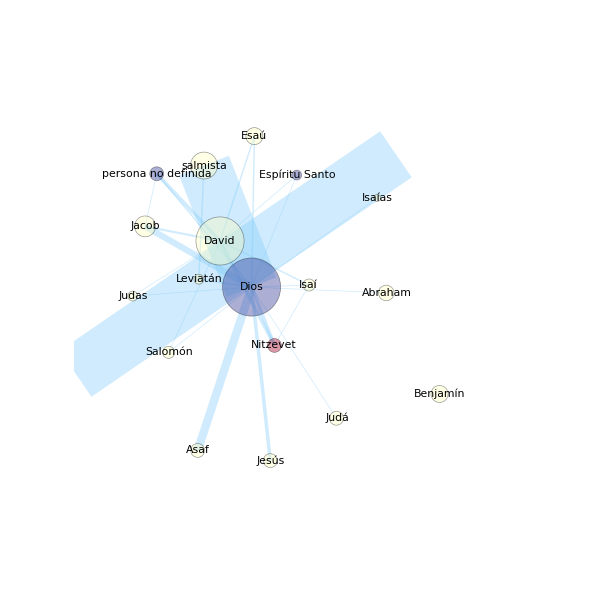 Esaú
salmista
persona no definida
Espíritu Santo
Isaías
Jacob
David
Leviatán
Dios
Isaí
Judas
Abraham
Salomón
Nitzevet
Benjamín
Judá
Asaf
Jesús